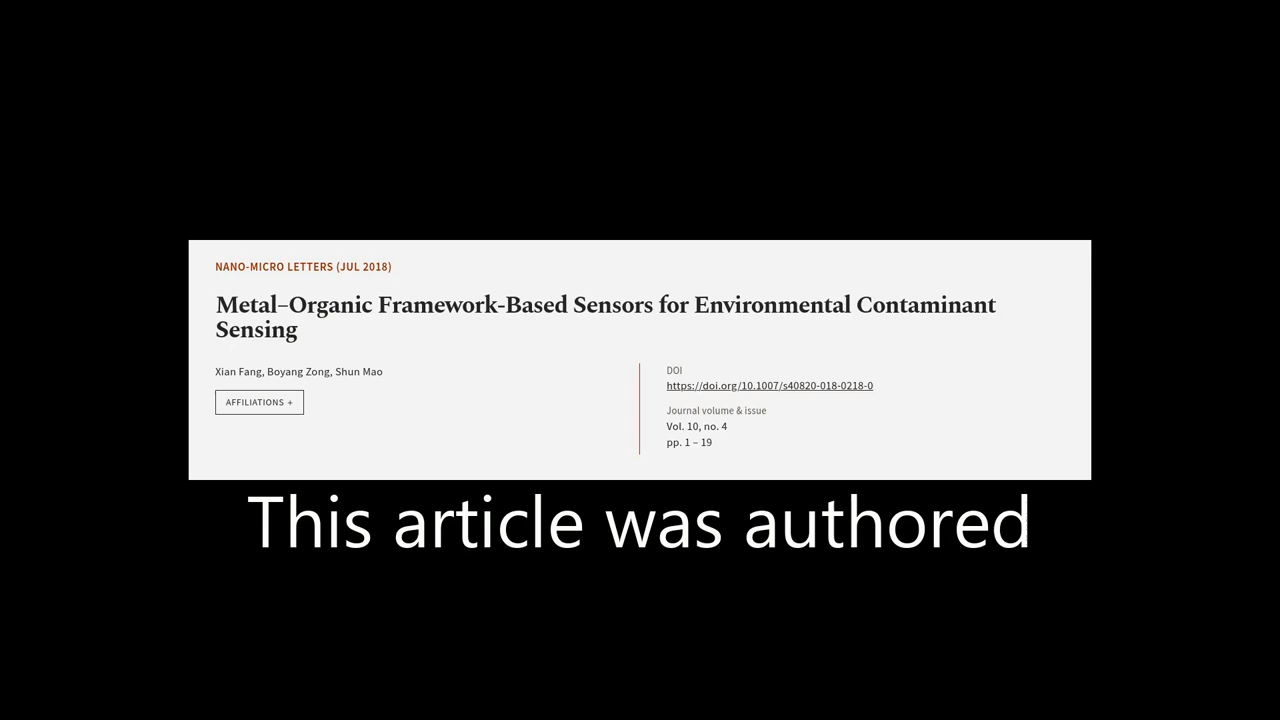 NANO-MICRO LETTERS (JUL 2018)
Metal–Organic Framework-Based Sensors for Environmental Contaminant
Sensing
Xian Fang, Boyang Zong, Shun Mao
AFFILIATIONS +
DOI
https://doi.org/10.1007/s40820-018-0218-0
Journal volume & issue
Vol. 10, no. 4
pp. 1 – 19
This article was authored